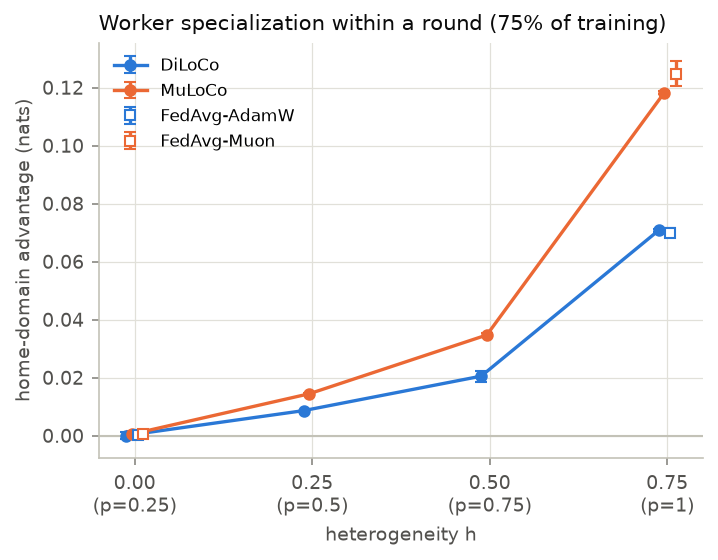 Worker specialization within a round (75% of training)
DiLoCo
MuLoCo
FedAvg-AdamW
FedAvg-Muon
home-domain advantage (nats)
0.12
0.10
0.08
0.06
0.04
0.02
0.00
0.00 0.25 0.50 0.75
(p=0.25) (p=0.5) (p=0.75) (p=1)
heterogeneity h